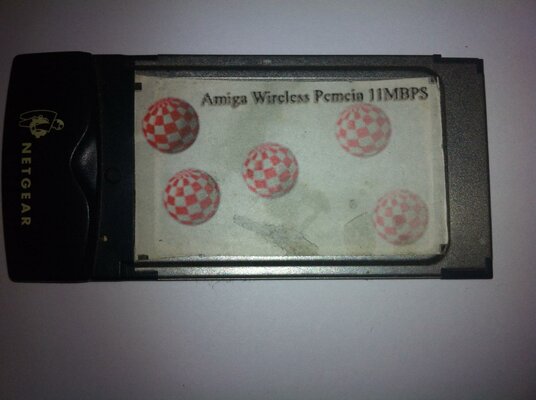 Amiga Wireless Pcmcia 11MBPS
NETGEAR